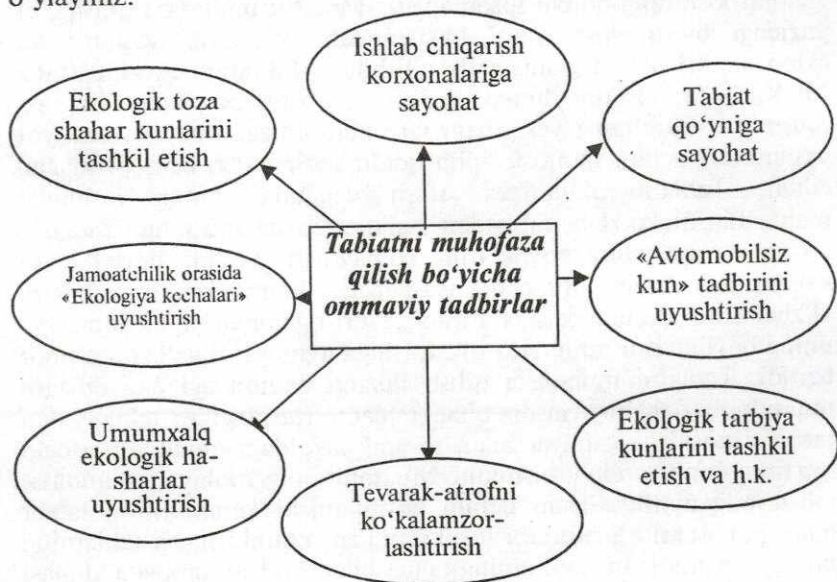 o‘ylaymiz.
Ishlab chiqarish
korxonalariga
sayohat
Ekologik toza
shahar kunlarini
tashkil etish
Tabiat
qo‘yniga
sayohat
Tabiatni muhofaza
qilish bo‘yicha
ommaviy tadbirlar
Jamoatchilik orasida
«Ekologiya kechalari»
uyushtirish
«Avtomobilsiz
kun» tadbirini
uyushtirish
Umumxalq
ekologik ha-
sharlar
uyushtirish
Tevarak-atrofni
ko‘kalamzor-
lashtirish
Ekologik tarbiya
kunlarini tashkil
etish va h.k.